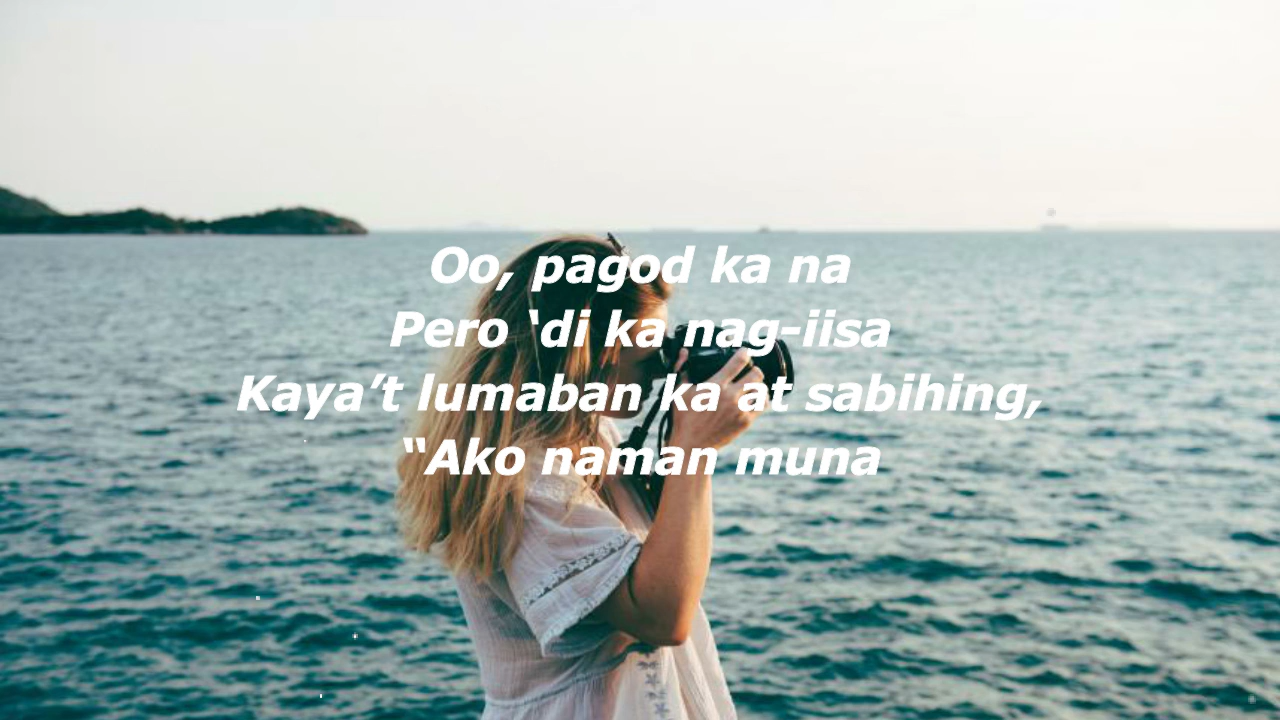 Oo, pagod ka na
Pero ‘di ka nag-iisa
Kaya’t lumaban ka at sabihing,
“Ako naman muna